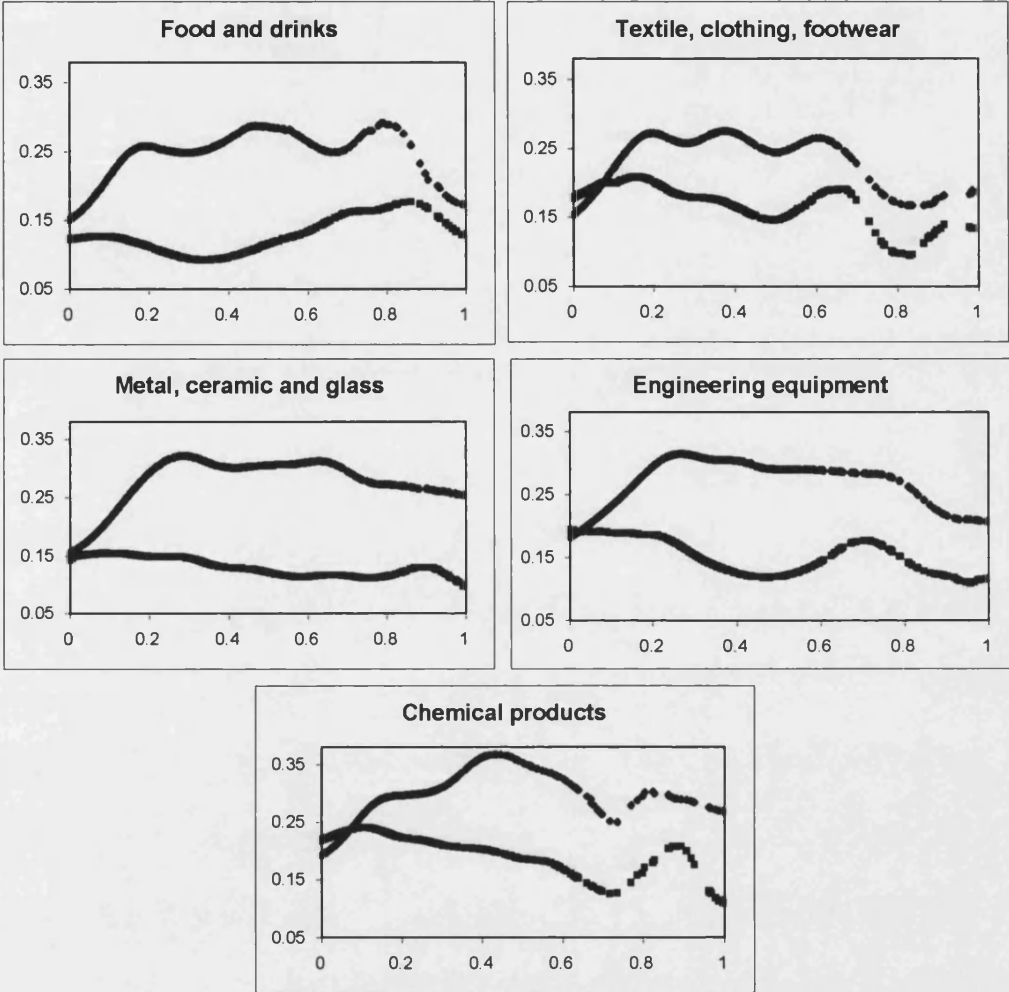 Food and drinks
0.35
0.25
0.15
0.05
0 0.2 0.4 0.6 0.8 1
Textile, clothing, footwear
0.35
0.25
0.15
0.05
0 0.2 0.4 0.6 0.8 1
Metal, ceramic and glass
0.35
0.25
0.15
0.05
0 0.2 0.4 0.6 0.8 1
Engineering equipment
0.35
0.25
0.15
0.05
0 0.2 0.4 0.6 0.8 1
Chemical products
0.35
0.25
0.15
0.05
0 0.2 0.4 0.6 0.8 1